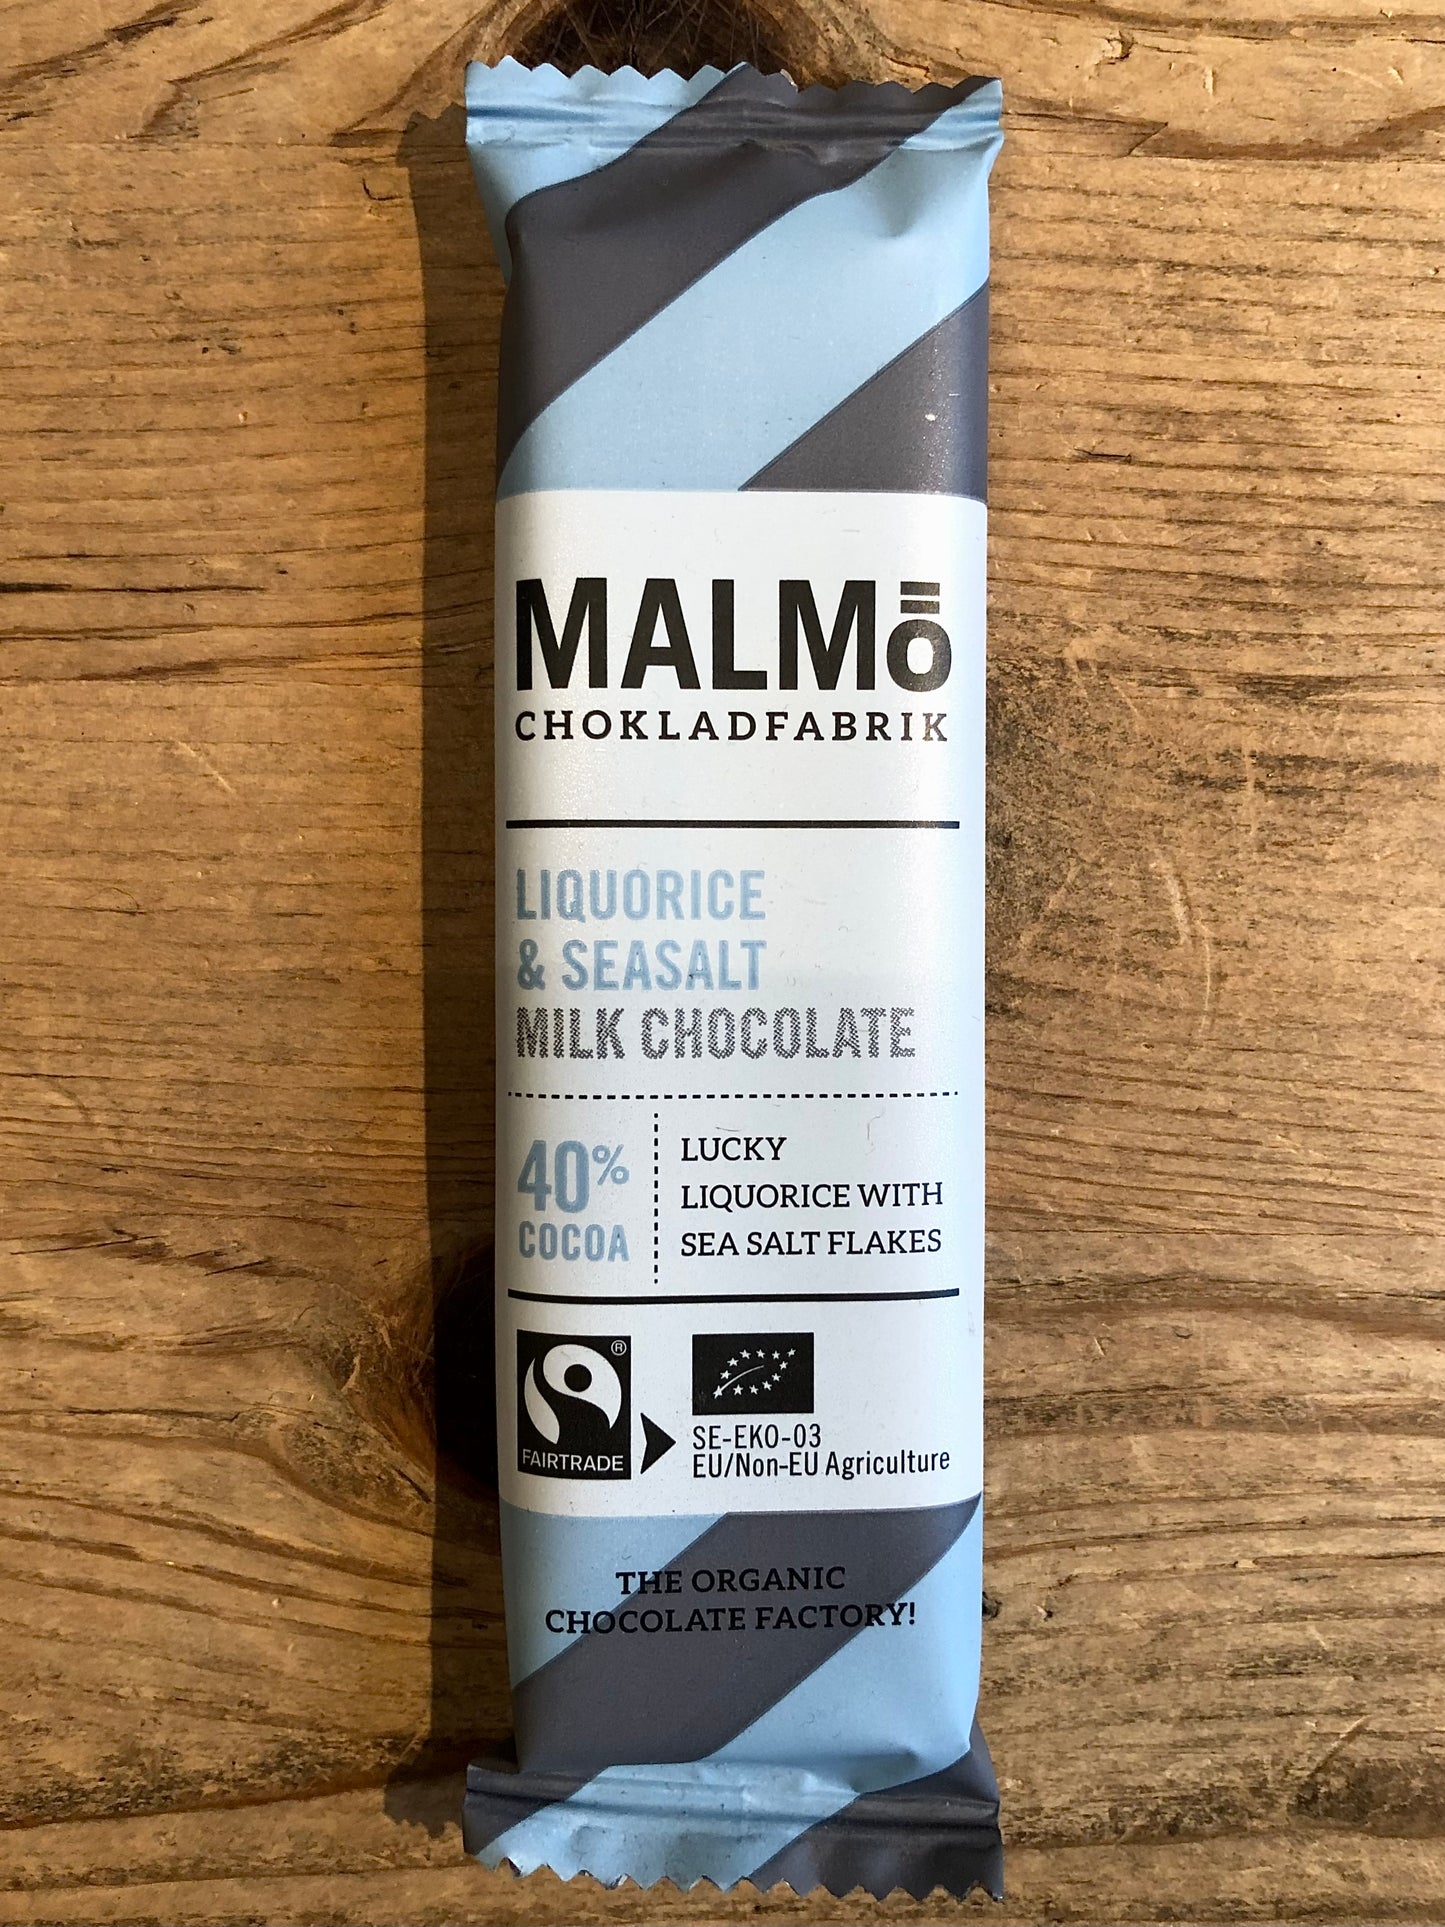 MALMÖ
CHOKLADFABRIK
LIQUORICE
& SEASALT
MILK CHOCOLATE
40%
COCOA
LUCKY
LIQUORICE WITH
SEA SALT FLAKES
®
FAIRTRADE
SE-EKO-03
EU/Non-EU Agriculture
THE ORGANIC
CHOCOLATE FACTORY!